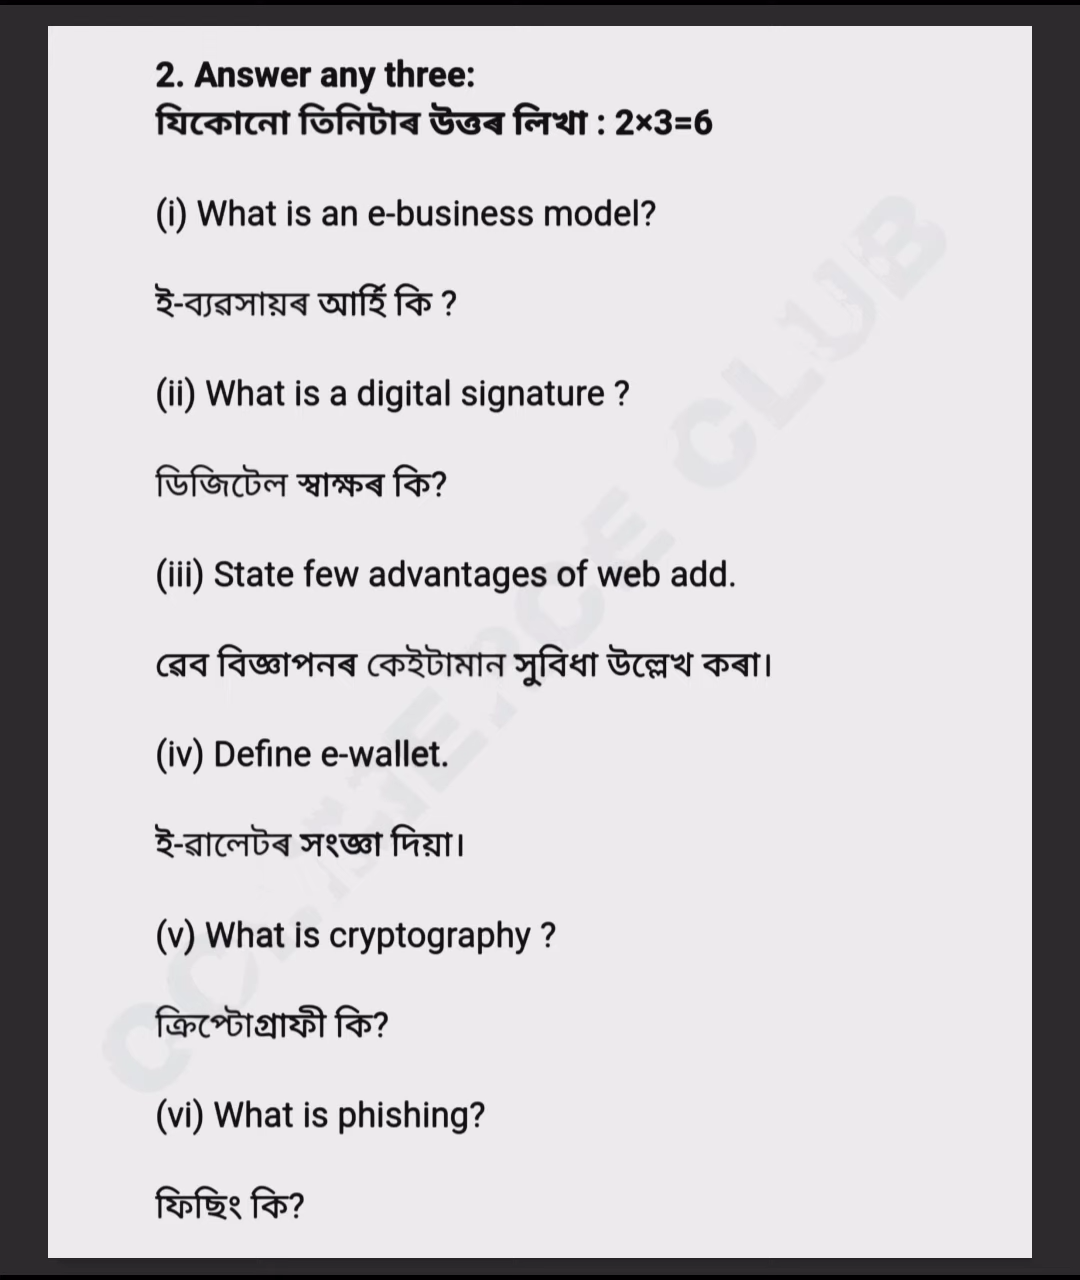 2. Answer any three:
যিকোনো তিনিটাৰ উত্তৰ লিখা : 2×3=6
(i) What is an e-business model?
ই-ব্যৱসায়ৰ আৰ্হি কি ?
(ii) What is a digital signature ?
ডিজিটেল স্বাক্ষৰ কি?
(iii) State few advantages of web add.
ৱেব বিজ্ঞাপনৰ কেইটামান সুবিধা উল্লেখ কৰা।
(iv) Define e-wallet.
ই-ৱালেটৰ সংজ্ঞা দিয়া।
(v) What is cryptography ?
ক্ৰিপ্টোগ্ৰাফী কি?
(vi) What is phishing?
ফিছিং কি?